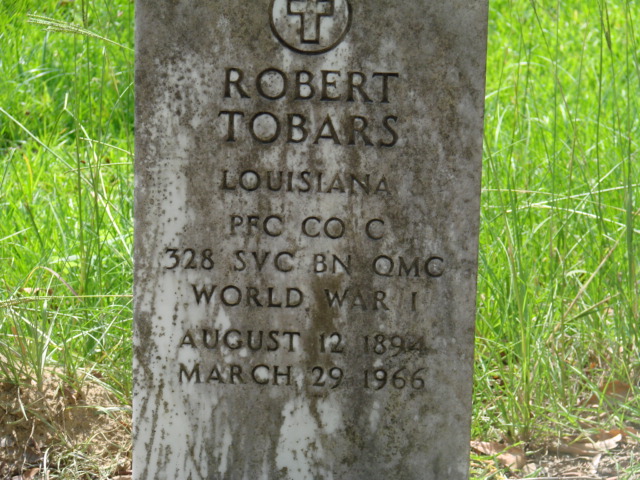 ROBERT
TOBARS
LOUISIANA
PFC CO C
328 SVC BN QMC
WORLD WAR I
AUGUST 12 1894
MARCH 29 1966